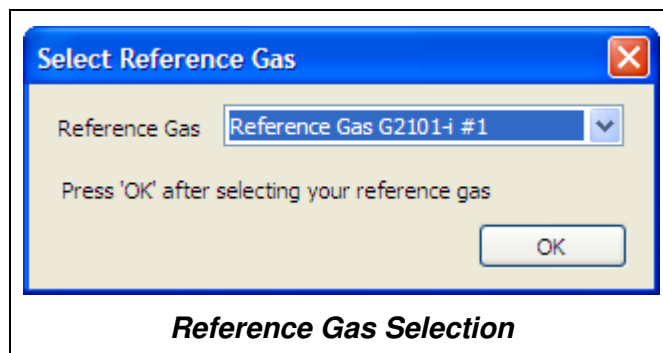 Select Reference Gas
Reference Gas Reference Gas G2101-i #1
Press 'OK' after selecting your reference gas
OK
Reference Gas Selection